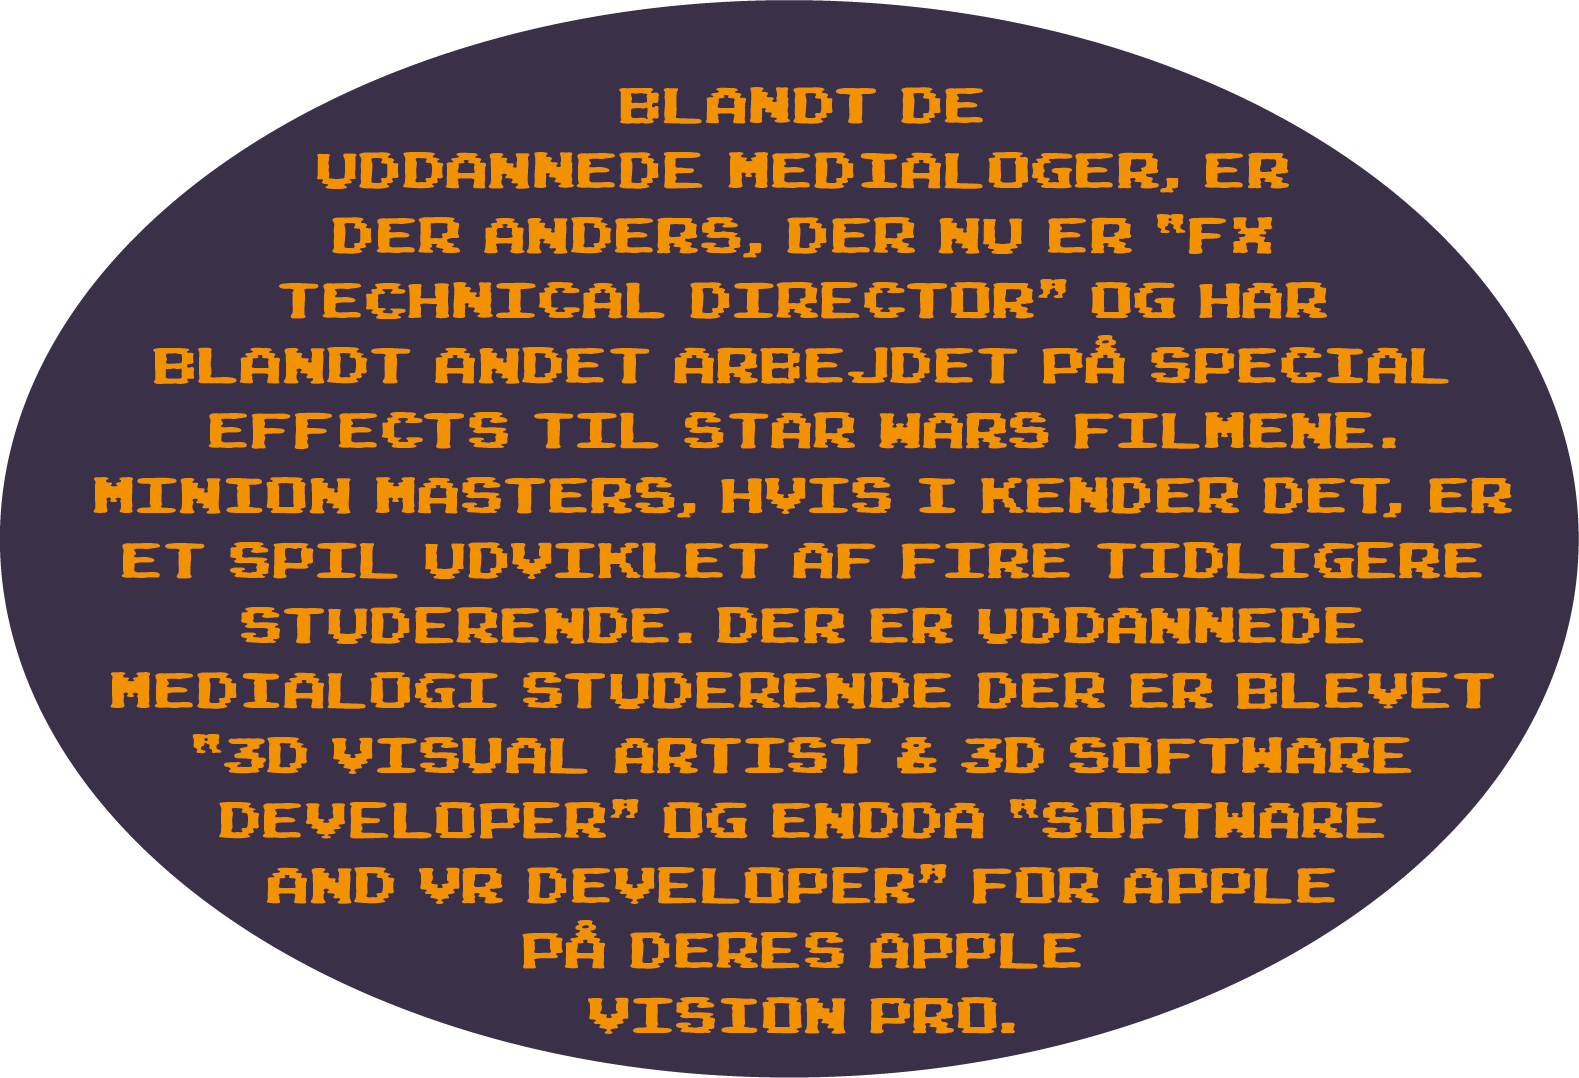 BLANDT DE
UDDANNEDE MEDIALOGER, ER
DER ANDERS, DER NU ER "FX
TECHNICAL DIRECTOR" OG HAR
BLANDT ANDET ARBEJDET PÅ SPECIAL
EFFECTS TIL STAR WARS FILMENE.
MINION MASTERS, HVIS I KENDER DET, ER
ET SPIL UDVIKLET AF FIRE TIDLIGERE
STUDERENDE. DER ER UDDANNEDE
MEDIALOGI STUDERENDE DER ER BLEVET
"3D VISUAL ARTIST & 3D SOFTWARE
DEVELOPER" OG ENDDA "SOFTWARE
AND VR DEVELOPER" FOR APPLE
PÅ DERES APPLE
VISION PRO.